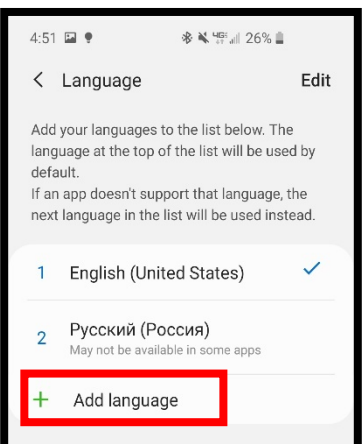 4:51 4GE 26%
Language Edit
Add your languages to the list below. The
language at the top of the list will be used by
default.
If an app doesn't support that language, the
next language in the list will be used instead.
1 English (United States)
2 Русский (Россия)
May not be available in some apps
+ Add language